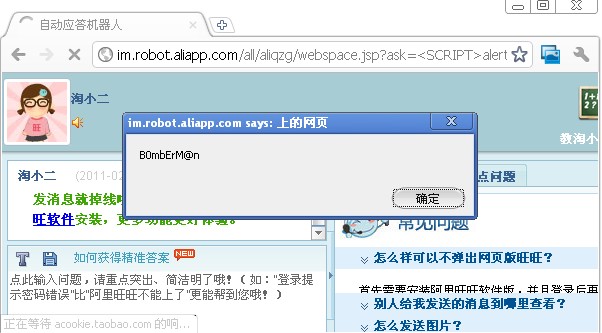 自动应答机器人
im.robot.aliapp.com/all/aliqzg/webspace.jsp?ask=<SCRIPT>alert
淘小二
教淘小
im.robot.aliapp.com says: 上的网页
B0mbErM@n
确定
淘小二 (2011-02
发消息就掉线
旺软件安装，更多功能更好体验。
点问题
常见问题
如何获得精准答案 NEW
点此输入问题，请重点突出、简洁明了哦！（如："登录提
示密码错误"比"阿里旺旺不能上了"更能帮到您哦！）
怎么样可以不弹出网页版旺旺？
首先需要安装阿里旺旺软件版，并且登录后再
别人给我发送的消息到哪里查看？
怎么发送图片？
正在等待 acookie.taobao.com 的响...